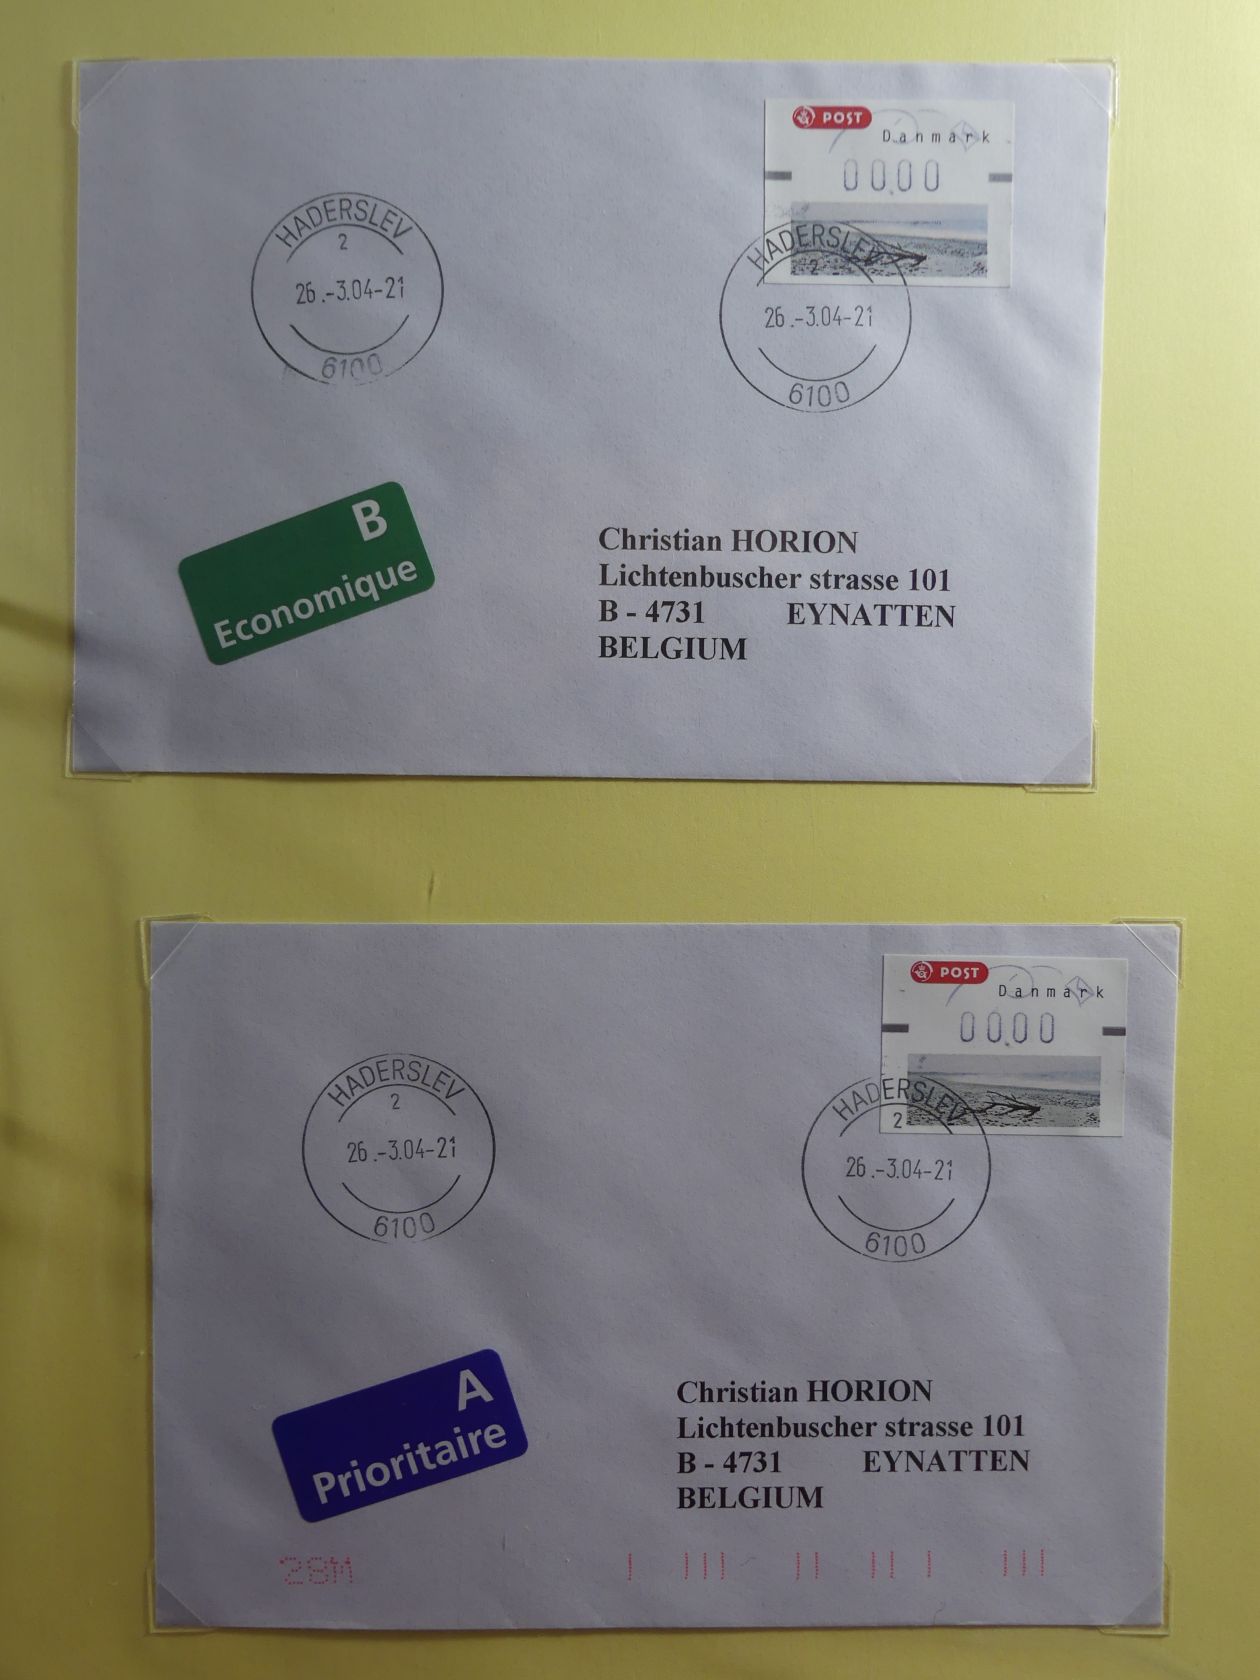 POST
Danmark
00.00
HADERSLEV
2
26.-3.04-21
6100
HADERSLEV
2
26.-3.04-21
6100
B
Economique
Christian HORION
Lichtenbuscher strasse 101
B - 4731 EYNATTEN
BELGIUM
POST
Danmark
00.00
HADERSLEV
2
26.-3.04-21
6100
HADERSLEV
2
26.-3.04-21
6100
A
Prioritaire
Christian HORION
Lichtenbuscher strasse 101
B - 4731 EYNATTEN
BELGIUM
28M